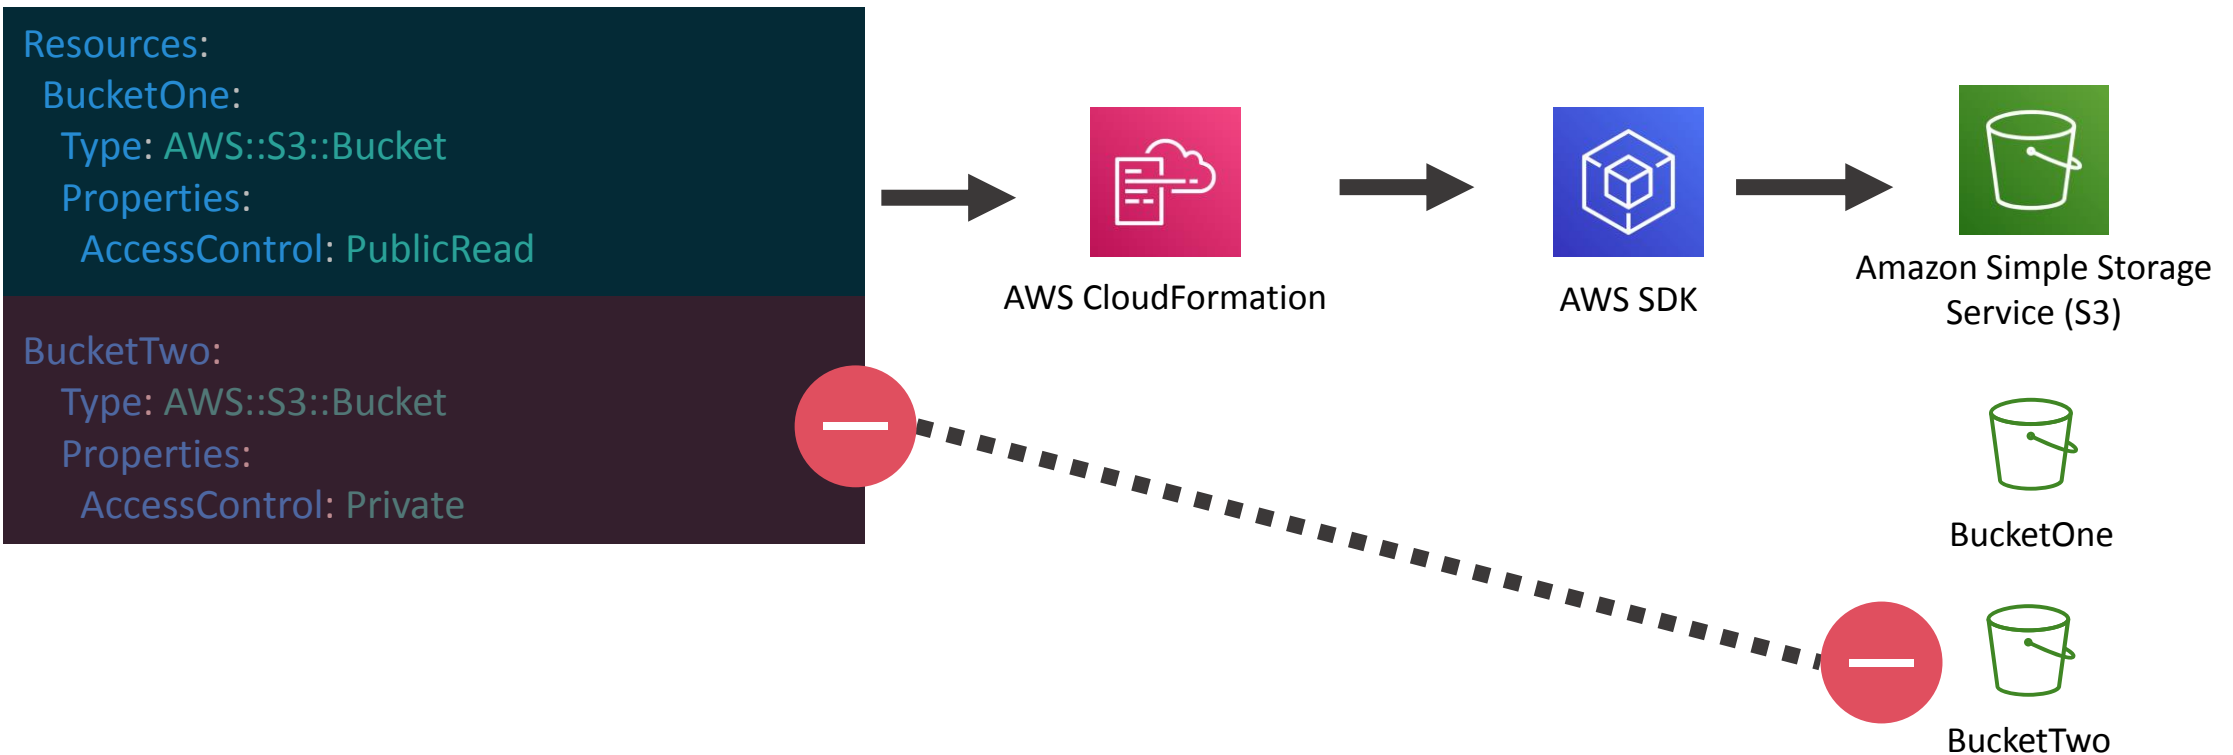 Resources:
BucketOne:
Type: AWS::S3::Bucket
Properties:
AccessControl: PublicRead
BucketTwo:
Type: AWS::S3::Bucket
Properties:
AccessControl: Private
AWS CloudFormation
AWS SDK
Amazon Simple Storage
Service (S3)
BucketOne
BucketTwo